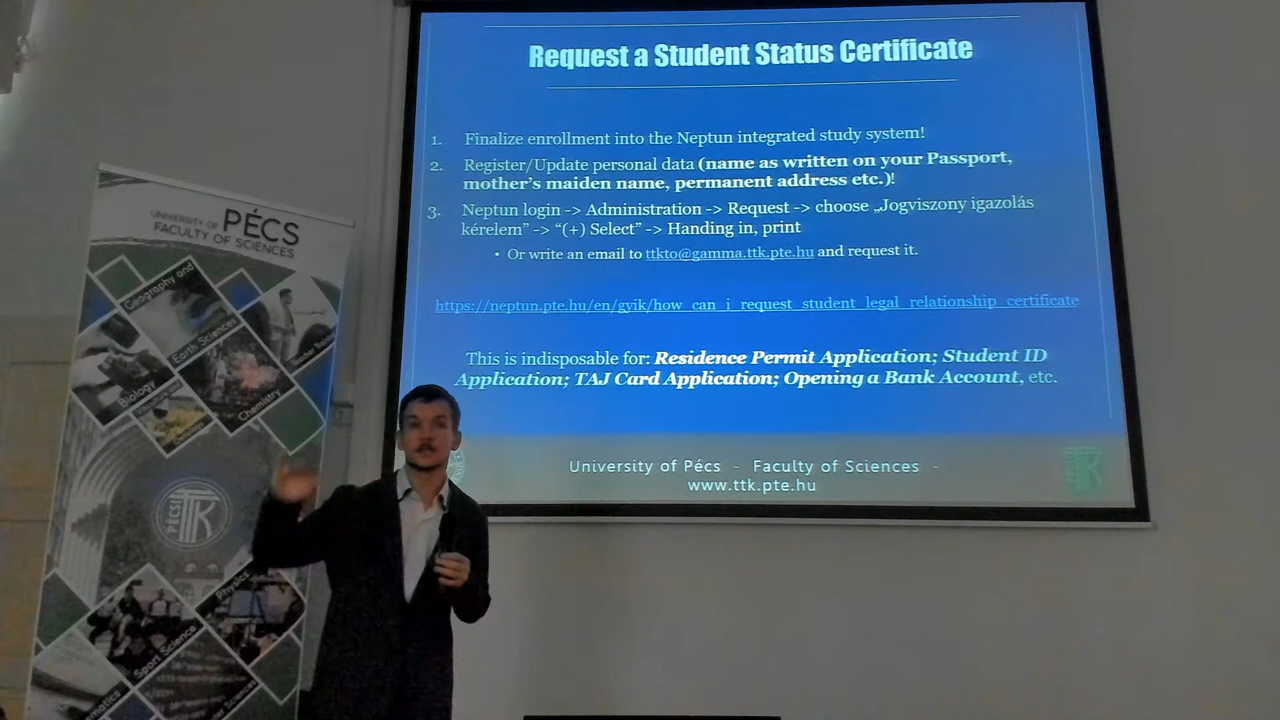 Request a Student Status Certificate
1. Finalize enrollment into the Neptun integrated study system!
2. Register/Update personal data (name as written on your Passport,
mother's maiden name, permanent address etc.)!
3. Neptun login -> Administration -> Request -> choose „Jogviszony igazolás
kérelem” -> “(+) Select” -> Handing in, print
• Or write an email to ttkto@gamma.ttk.pte.hu and request it.
https://neptun.pte.hu/en/gyik/how_can_i_request_student_legal_relationship_certificate
This is indisposable for: Residence Permit Application; Student ID
Application; TAJ Card Application; Opening a Bank Account, etc.
University of Pécs - Faculty of Sciences -
www.ttk.pte.hu
UNIVERSITY OF PÉCS
FACULTY OF SCIENCES
Geography and
Earth Sciences
Teacher
Biology
Chemistry
PÉCSI
TTK
Physics
Sport Science